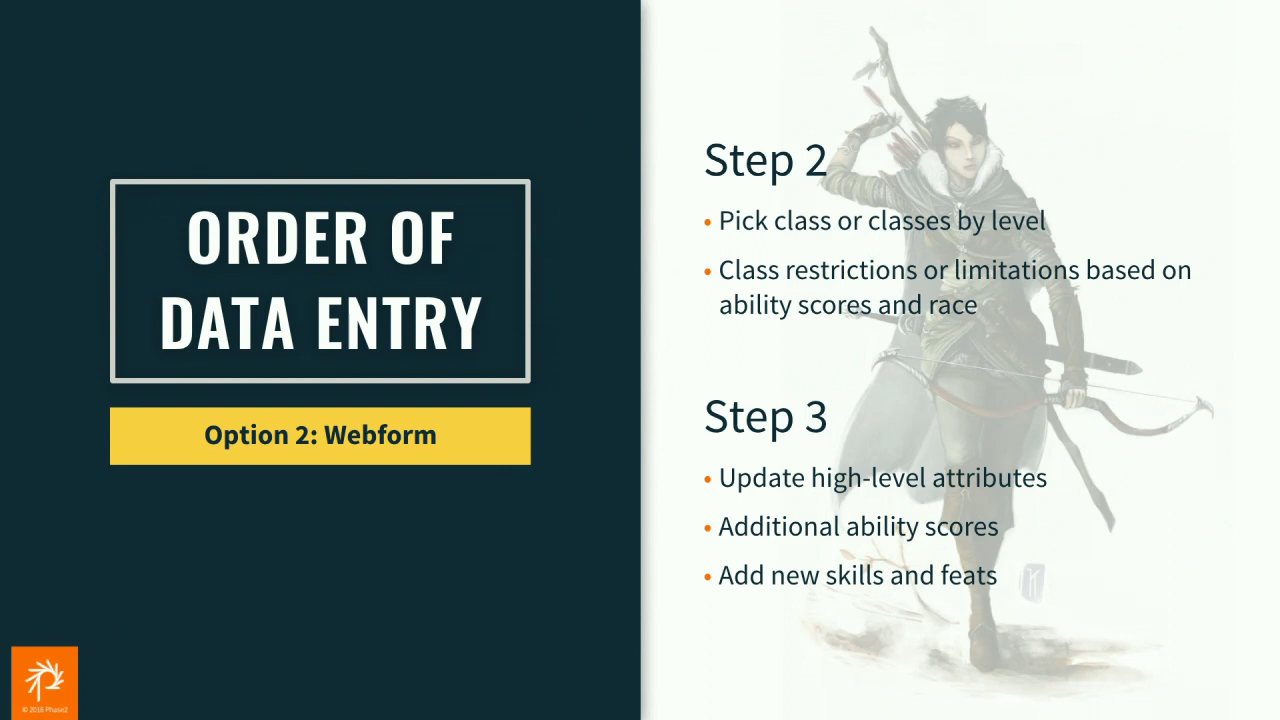 ORDER OF
DATA ENTRY
Option 2: Webform
© 2016 Phase2
Step 2
• Pick class or classes by level
• Class restrictions or limitations based on
ability scores and race
Step 3
• Update high-level attributes
• Additional ability scores
• Add new skills and feats